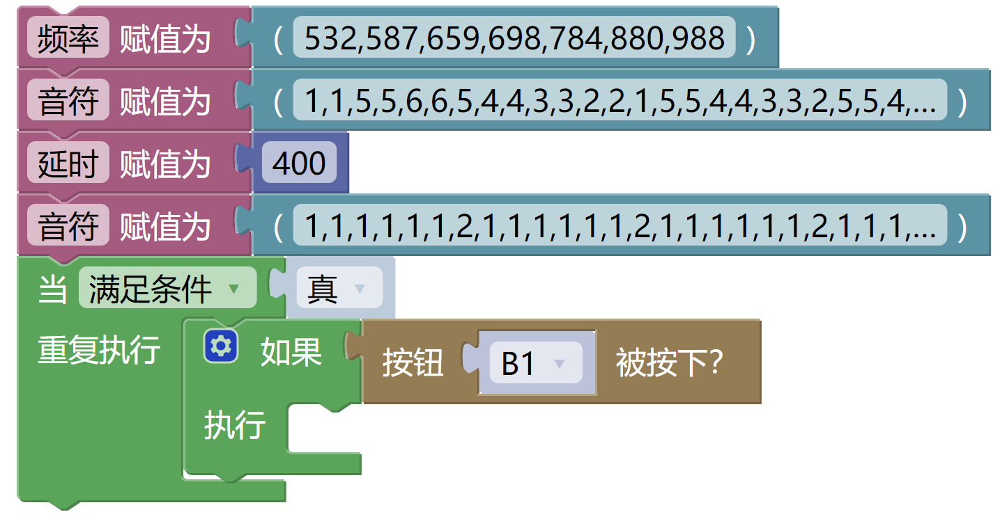 频率 赋值为 ( 532,587,659,698,784,880,988 )
音符 赋值为 ( 1,1,5,5,6,6,5,4,4,3,3,2,2,1,5,5,4,4,3,3,2,5,5,4,... )
延时 赋值为 400
音符 赋值为 ( 1,1,1,1,1,1,2,1,1,1,1,1,1,2,1,1,1,1,1,1,2,1,1,1,... )
当 满足条件 真
重复执行 如果 按钮 B1 被按下?
执行